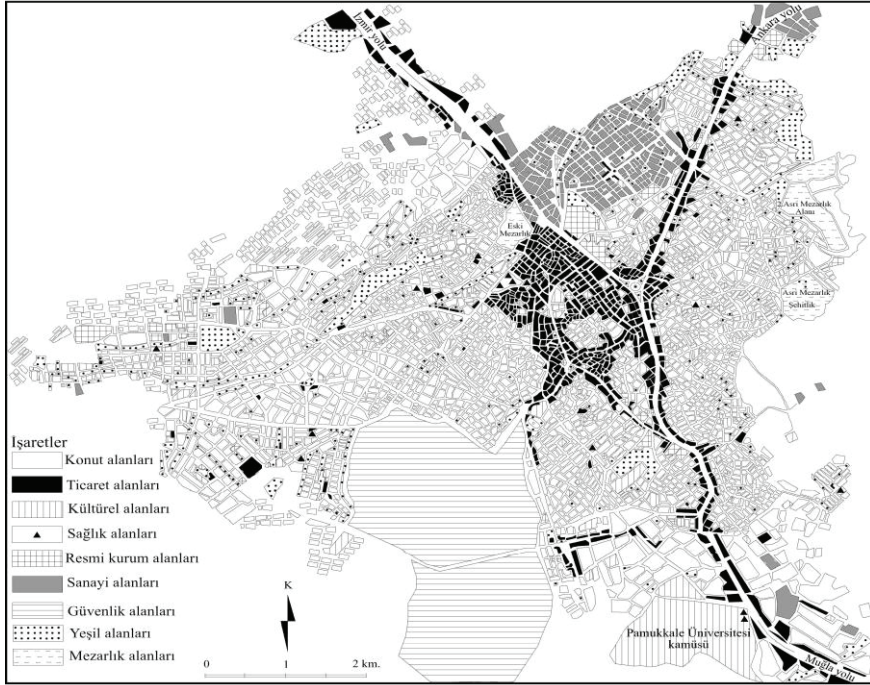 İzmir yolu
Ankara yolu
Asri Mezarlık
Alanı
Eski
Mezarlık
Asri Mezarlık
Şehitlik
İşaretler
Konut alanları
Ticaret alanları
Kültürel alanları
Sağlık alanları
Resmi kurum alanları
Sanayi alanları
Güvenlik alanları
Yeşil alanları
Mezarlık alanları
K
0 1 2 km.
Pamukkale Üniversitesi
kamüsü
Muğla yolu